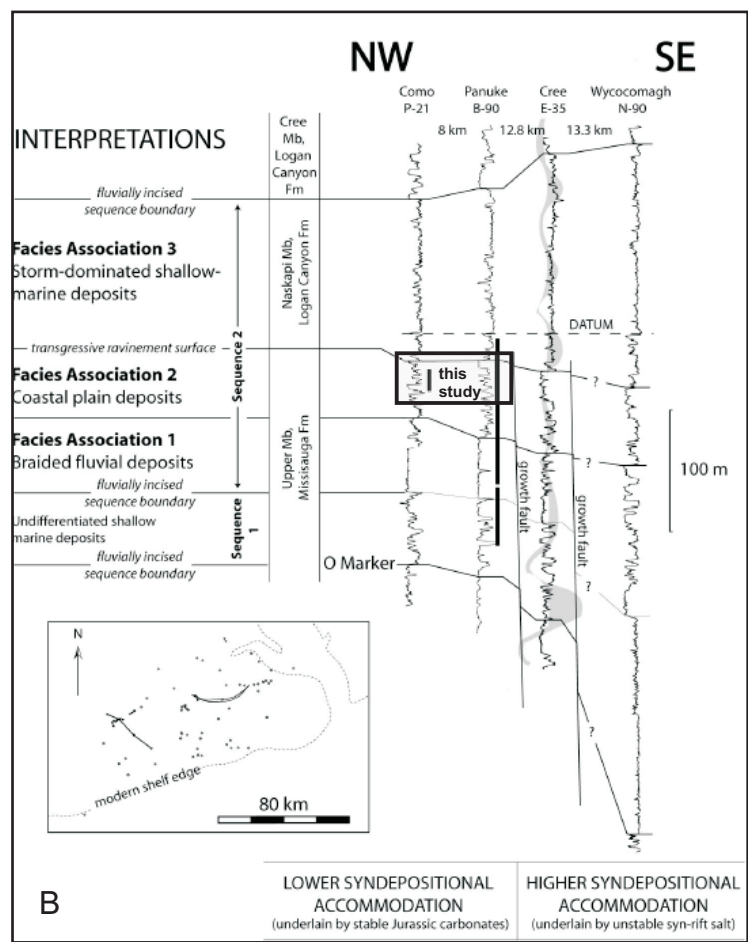 NW
SE
Como
P-21
Panuke
B-90
Cree
E-35
Wycocomagh
N-90
8 km
12.8 km
13.3 km
INTERPRETATIONS
Cree
Mb,
Logan
Canyon
Fm
fluvially incised
sequence boundary
Facies Association 3
Storm-dominated shallow-
marine deposits
Naskapi Mb,
Logan Canyon Fm
DATUM
transgressive ravinement surface
Sequence 2
Facies Association 2
Coastal plain deposits
this
study
?
Facies Association 1
Braided fluvial deposits
Upper Mb,
Missisauga Fm
?
100 m
growth fault
growth fault
fluvially incised
sequence boundary
Undifferentiated shallow
marine deposits
Sequence
1
fluvially incised
sequence boundary
O Marker
?
?
N
modern shelf edge
80 km
B
LOWER SYNDEPOSITIONAL
ACCOMMODATION
(underlain by stable Jurassic carbonates)
HIGHER SYNDEPOSITIONAL
ACCOMMODATION
(underlain by unstable syn-rift salt)